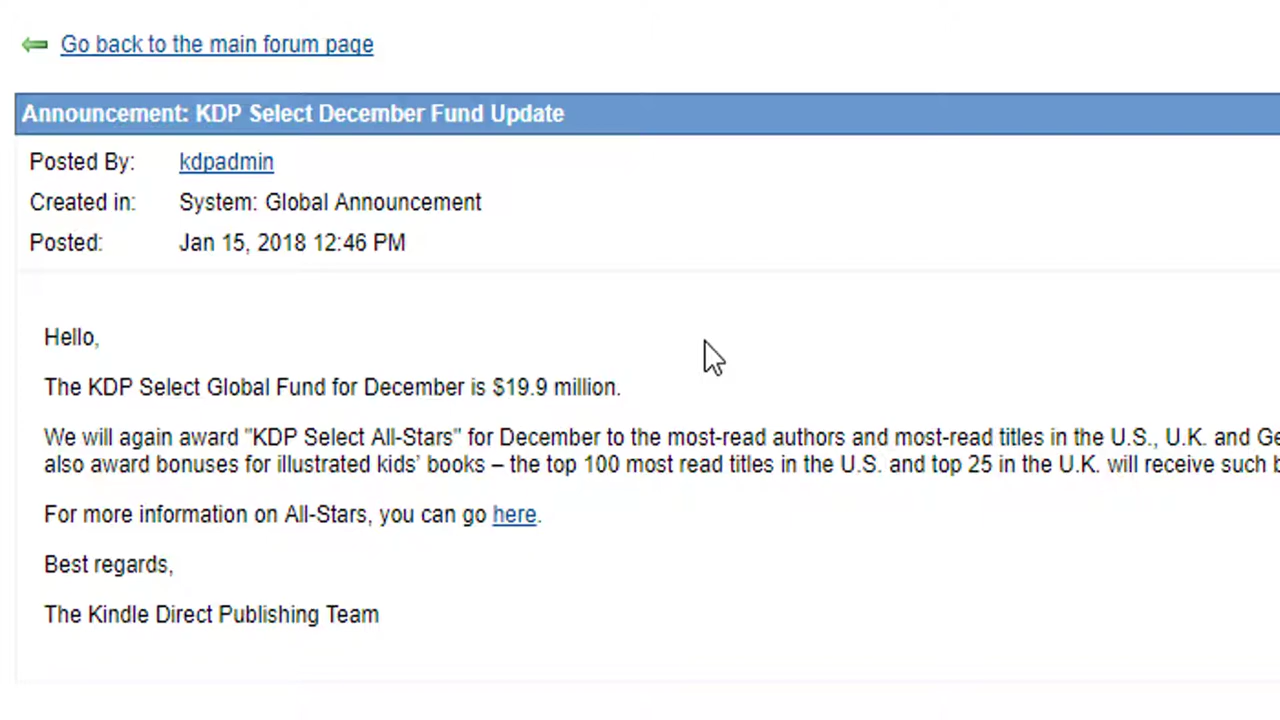 Go back to the main forum page
Announcement: KDP Select December Fund Update
Posted By: kdpadmin
Created in: System: Global Announcement
Posted: Jan 15, 2018 12:46 PM
Hello,
The KDP Select Global Fund for December is $19.9 million.
We will again award "KDP Select All-Stars" for December to the most-read authors and most-read titles in the U.S., U.K. and
also award bonuses for illustrated kids’ books – the top 100 most read titles in the U.S. and top 25 in the U.K. will receive such
For more information on All-Stars, you can go here.
Best regards,
The Kindle Direct Publishing Team